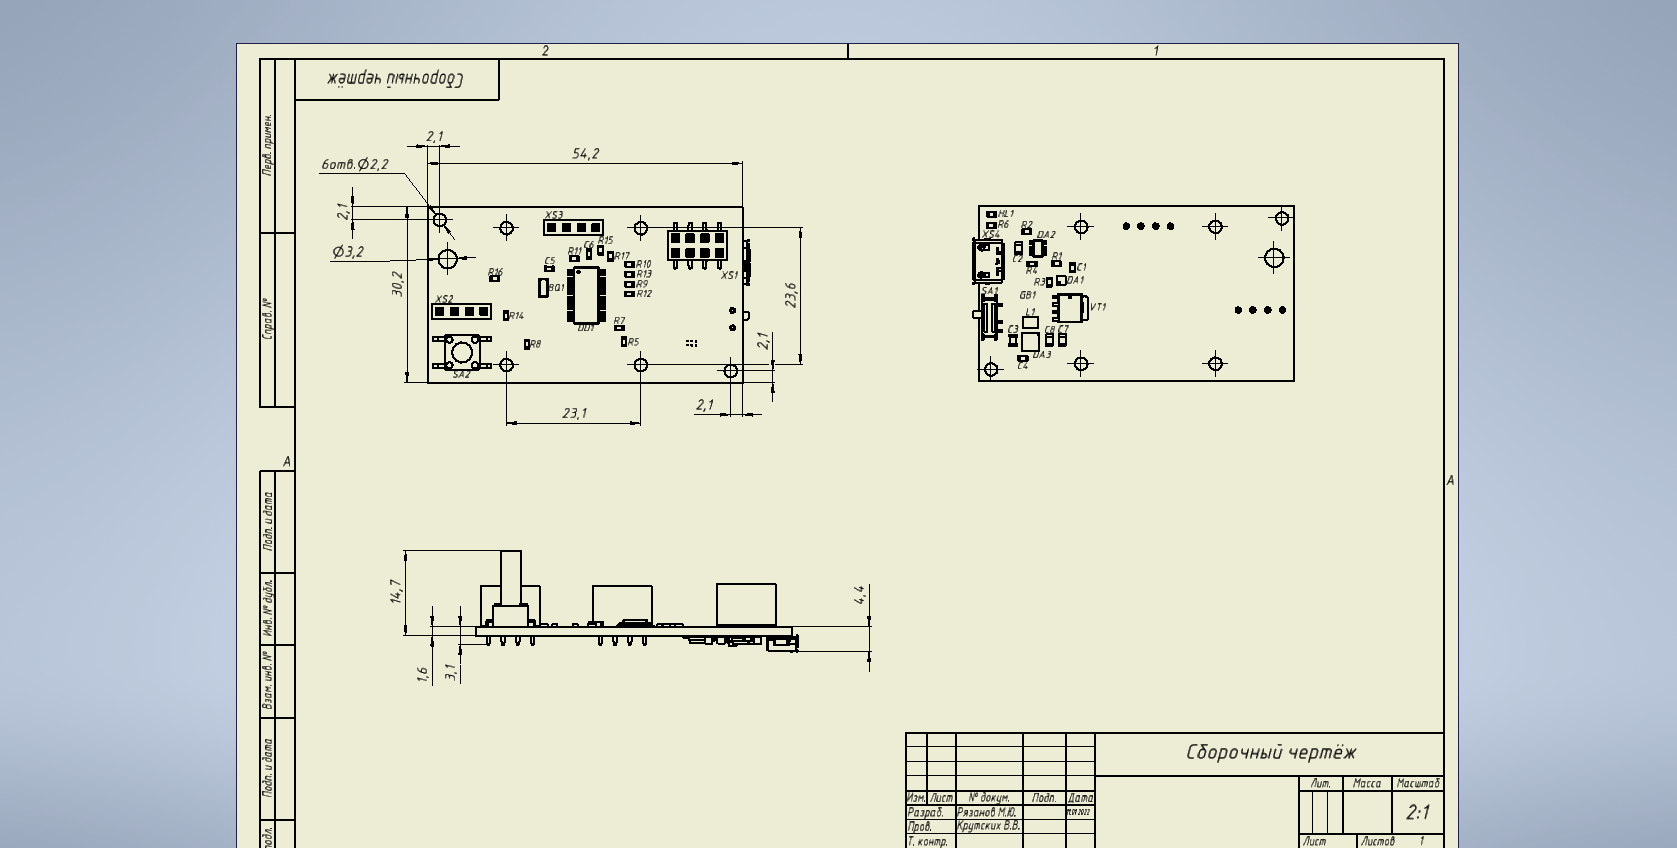 2
1
Сборочный чертёж
Перв. примен.
Справ. №
2,1
54,2
6отв.Ø2,2
2,1
Ø3,2
30,2
XS3
C6
R15
R11
R17
C5
R10
R13
R9
R12
R16
BQ1
XS2
R14
DD1
R7
R8
R5
SA2
XS1
23,6
2,1
23,1
2,1
HL1
R6
R2
XS4
DA2
C2
R4
R1
C1
R3
DA1
SA1
GB1
VT1
L1
C3
C8
C7
DA3
C4
A
A
Подп. и дата
Инв. № дубл.
Взам. инв. №
Подп. и дата
подл.
14,7
1,6
3,1
4,4
Сборочный чертёж
Лит.
Масса
Масштаб
Изм.
Лист
№ докум.
Подп.
Дата
Разраб.
Рязанов М.Ю.
2:1
Пров.
Крутских В.В.
Т. контр.
Лист
Листов
1